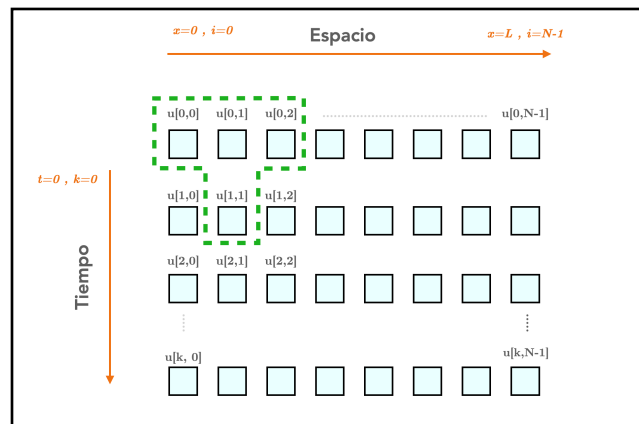 x=0 , i=0
Espacio
x=L , i=N-1
u[0,0] u[0,1] u[0,2] u[0,N-1]
t=0 , k=0
u[1,0] u[1,1] u[1,2]
Tiempo
u[2,0] u[2,1] u[2,2]
u[k, 0] u[k,N-1]